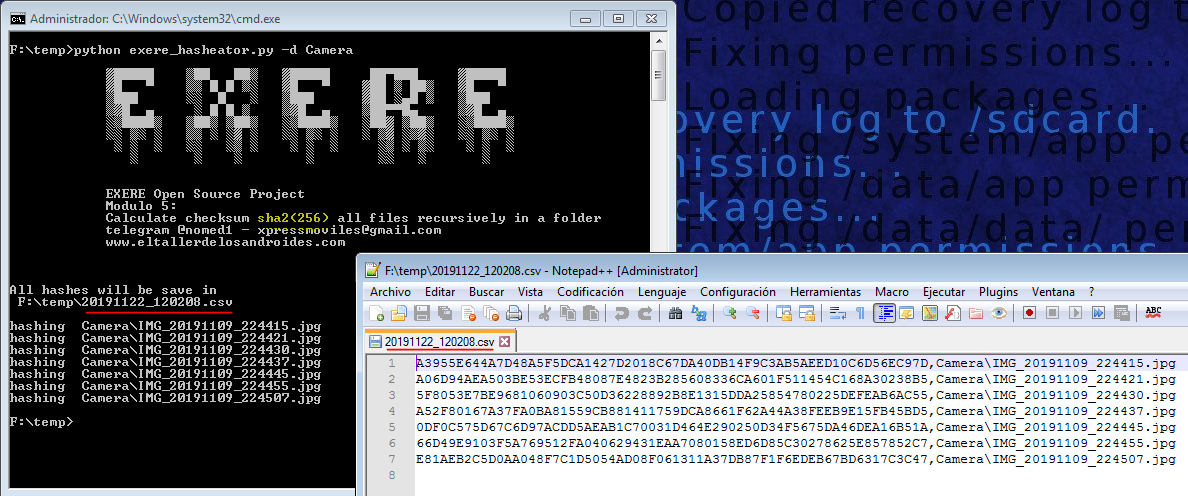 Administrador: C:\Windows\system32\cmd.exe
F:\temp>python exere_hasheator.py -d Camera
EXERE
EXERE Open Source Project
Modulo 5:
Calculate checksum sha2(256) all files recursively in a folder
telegram @nomed1 - xpressmoviles@gmail.com
www.eltallerdelosandroides.com
All hashes will be save in
F:\temp\20191122_120208.csv
hashing Camera\IMG_20191109_224415.jpg
hashing Camera\IMG_20191109_224421.jpg
hashing Camera\IMG_20191109_224430.jpg
hashing Camera\IMG_20191109_224437.jpg
hashing Camera\IMG_20191109_224445.jpg
hashing Camera\IMG_20191109_224455.jpg
hashing Camera\IMG_20191109_224507.jpg
F:\temp>
Copied recovery log t
Fixing permissions...
Loading packages...
overy log to /sdcard.
Fixing /system/app pe
missions...
Fixing /data/app perm
ckages...
Fixing /data/data/ p
tem/app permissions
F:\temp\20191122_120208.csv - Notepad++ [Administrator]
Archivo Editar Buscar Vista Codificación Lenguaje Configuración Herramientas Macro Ejecutar Plugins Ventana ?
ABC
20191122_120208.csv
1 A3955E644A7D48A5F5DCA1427D2018C67DA40DB14F9C3AB5AEED10C6D56EC97D,Camera\IMG_20191109_224415.jpg
2 A06D94AEA503BE53ECFB48087E4823B285608336CA601F511454C168A30238B5,Camera\IMG_20191109_224421.jpg
3 5F8053E7BE9681060903C50D36228892B8E1315DDA25854780225DEFEAB6AC55,Camera\IMG_20191109_224430.jpg
4 A52F80167A37FA0BA81559CB881411759DCA8661F62A44A38FEEB9E15FB45BD5,Camera\IMG_20191109_224437.jpg
5 0DF0C575D67C6D97ACDD5AEAB1C70031D464E290250D34F5675DA46DEA16B51A,Camera\IMG_20191109_224445.jpg
6 66D49E9103F5A769512FA040629431EAA7080158ED6D85C30278625E857852C7,Camera\IMG_20191109_224455.jpg
7 E81AEB2C5D0AA048F7C1D5054AD08F061311A37DB87F1F6EDEB67BD6317C3C47,Camera\IMG_20191109_224507.jpg
8